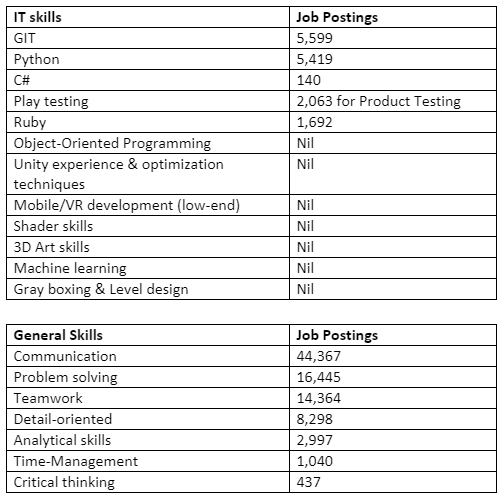 IT skills Job Postings
GIT 5,599
Python 5,419
C# 140
Play testing 2,063 for Product Testing
Ruby 1,692
Object-Oriented Programming Nil
Unity experience & optimization Nil
techniques
Mobile/VR development (low-end) Nil
Shader skills Nil
3D Art skills Nil
Machine learning Nil
Gray boxing & Level design Nil
General Skills Job Postings
Communication 44,367
Problem solving 16,445
Teamwork 14,364
Detail-oriented 8,298
Analytical skills 2,997
Time-Management 1,040
Critical thinking 437